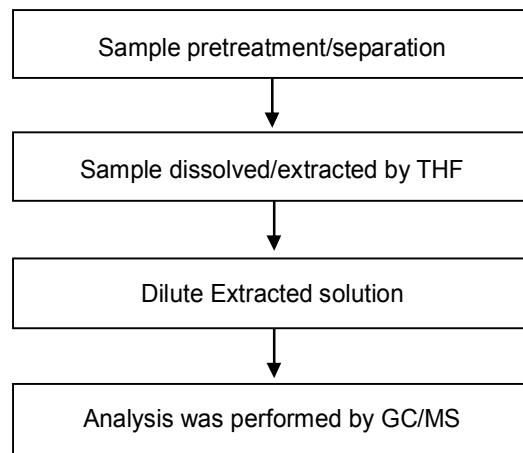 Sample pretreatment/separation
Sample dissolved/extracted by THF
Dilute Extracted solution
Analysis was performed by GC/MS